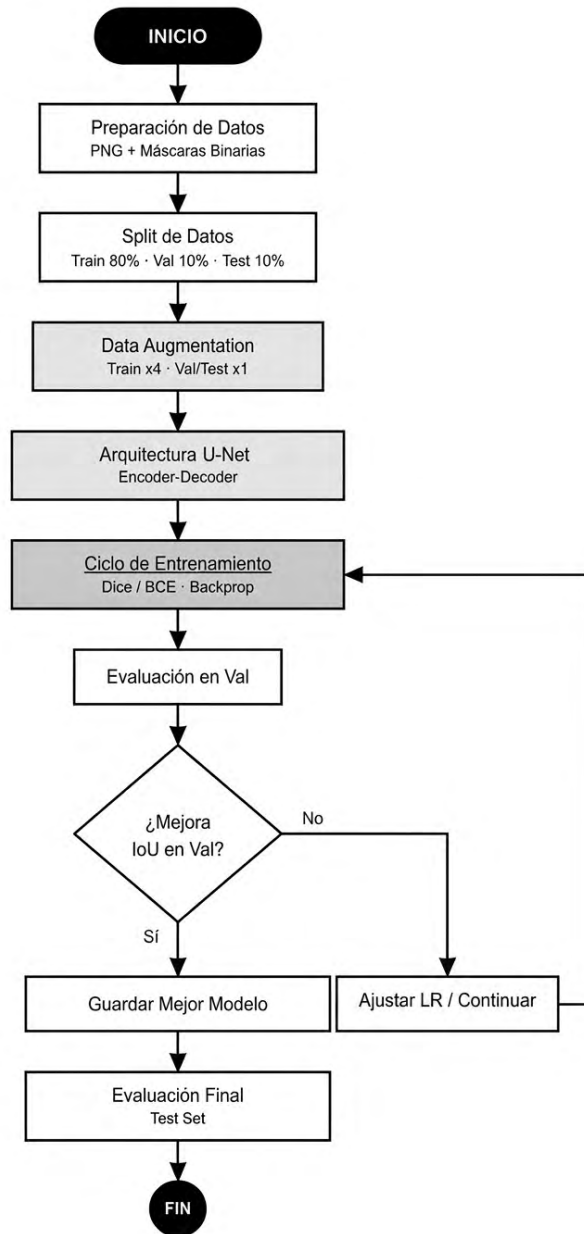 INICIO
Preparación de Datos
PNG + Máscaras Binarias
Split de Datos
Train 80% · Val 10% · Test 10%
Data Augmentation
Train x4 · Val/Test x1
Arquitectura U-Net
Encoder-Decoder
Ciclo de Entrenamiento
Dice / BCE · Backprop
Evaluación en Val
¿Mejora
IoU en Val?
No
Sí
Guardar Mejor Modelo
Ajustar LR / Continuar
Evaluación Final
Test Set
FIN